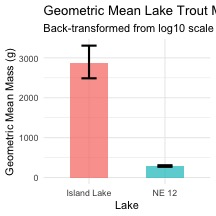 Geometric Mean Lake Trout M
Back-transformed from log10 scale
Geometric Mean Mass (g)
3000
2000
1000
0
Island Lake
NE 12
Lake